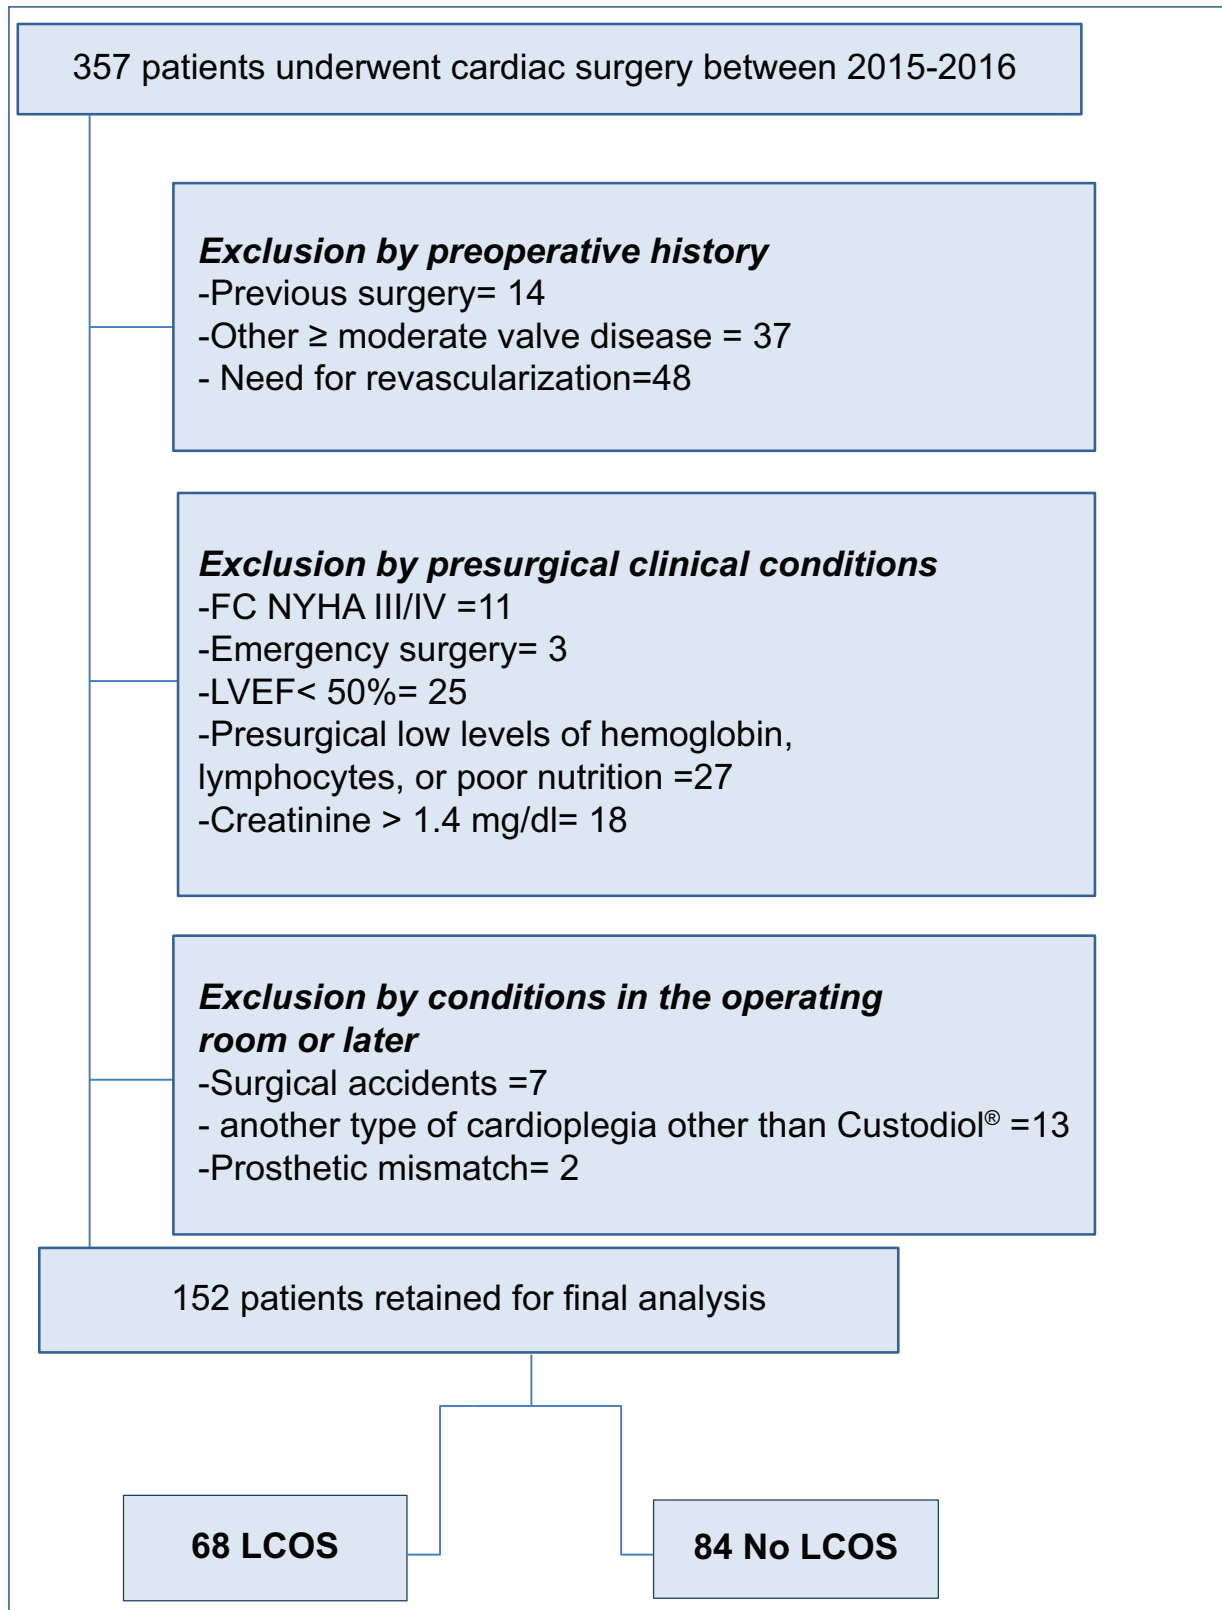 357 patients underwent cardiac surgery between 2015-2016
Exclusion by preoperative history
-Previous surgery= 14
-Other ≥ moderate valve disease = 37
- Need for revascularization=48
Exclusion by presurgical clinical conditions
-FC NYHA III/IV =11
-Emergency surgery= 3
-LVEF< 50%= 25
-Presurgical low levels of hemoglobin,
lymphocytes, or poor nutrition =27
-Creatinine > 1.4 mg/dl= 18
Exclusion by conditions in the operating
room or later
-Surgical accidents =7
- another type of cardioplegia other than Custodiol® =13
-Prosthetic mismatch= 2
152 patients retained for final analysis
68 LCOS
84 No LCOS